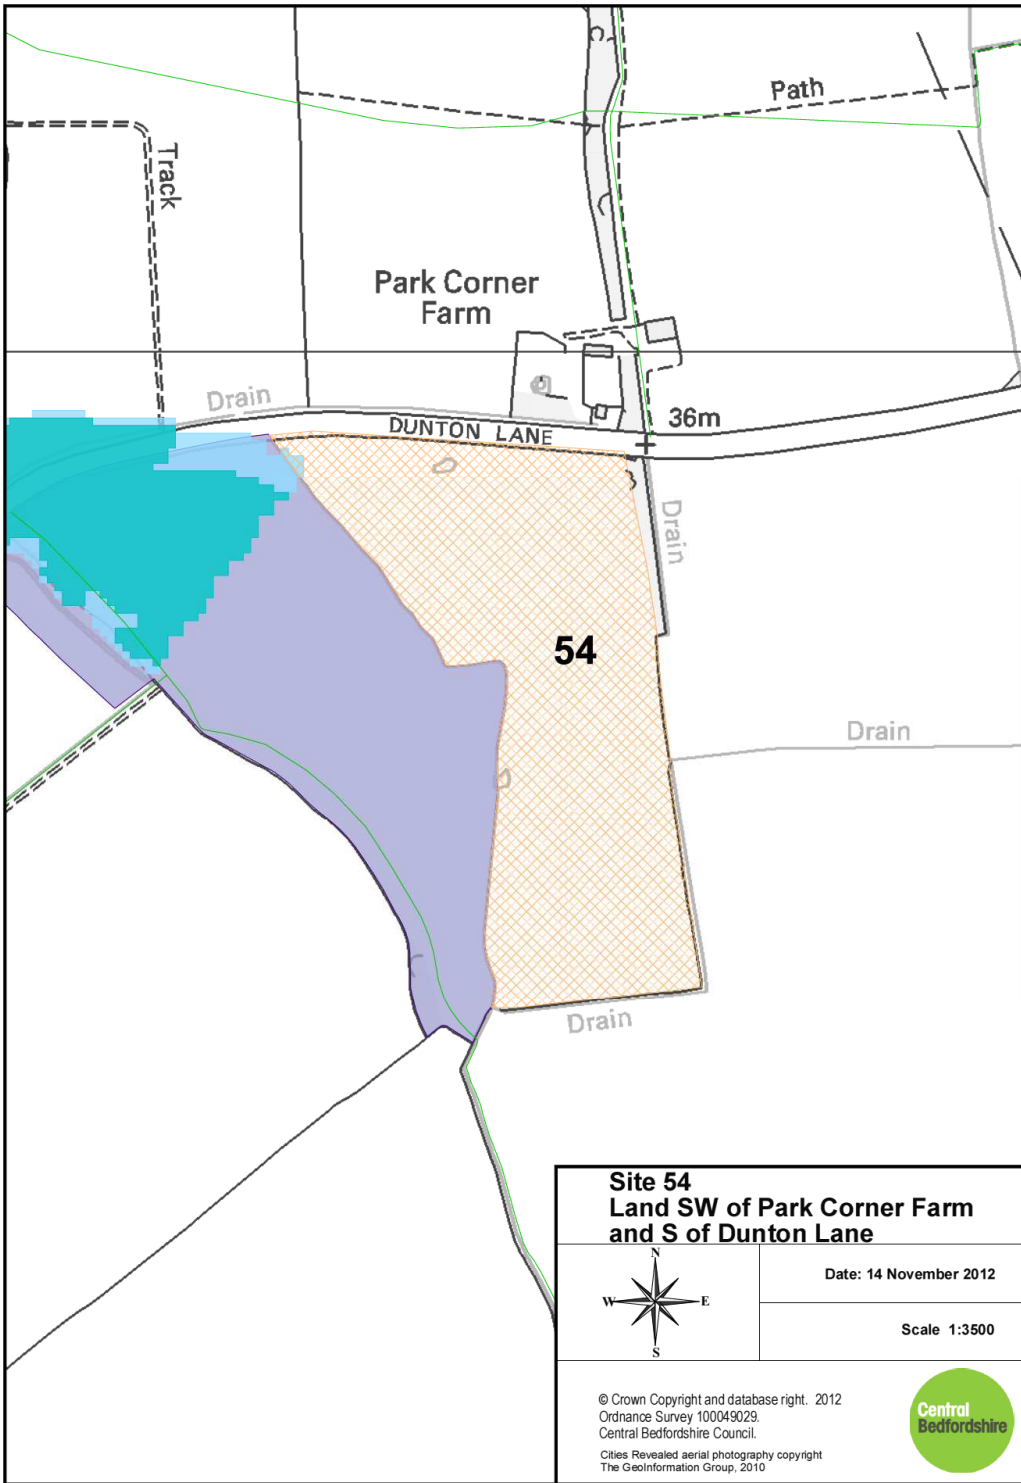 Path
Track
Park Corner
Farm
Drain
DUNTON LANE
36m
Drain
54
Drain
Drain
Site 54
Land SW of Park Corner Farm
and S of Dunton Lane
N
W E
S
Date: 14 November 2012
Scale 1:3500
© Crown Copyright and database right. 2012
Ordnance Survey 100049029.
Central Bedfordshire Council.
Cities Revealed aerial photography copyright
The GeoInformation Group, 2010
Central
Bedfordshire